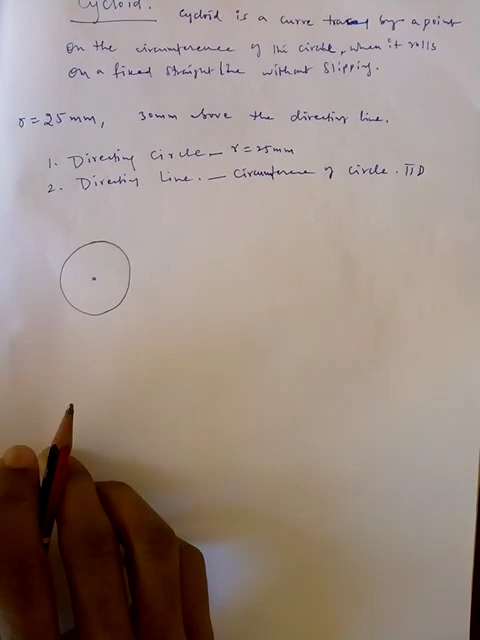 Cycloid. Cycloid is a curve traced by a point
on the circumference of the circle, when it rolls
on a fixed straight line without slipping.
r = 25 mm, 30mm above the directing line.
1. Directing Circle — r = 25mm
2. Directing Line. — Circumference of circle. πD